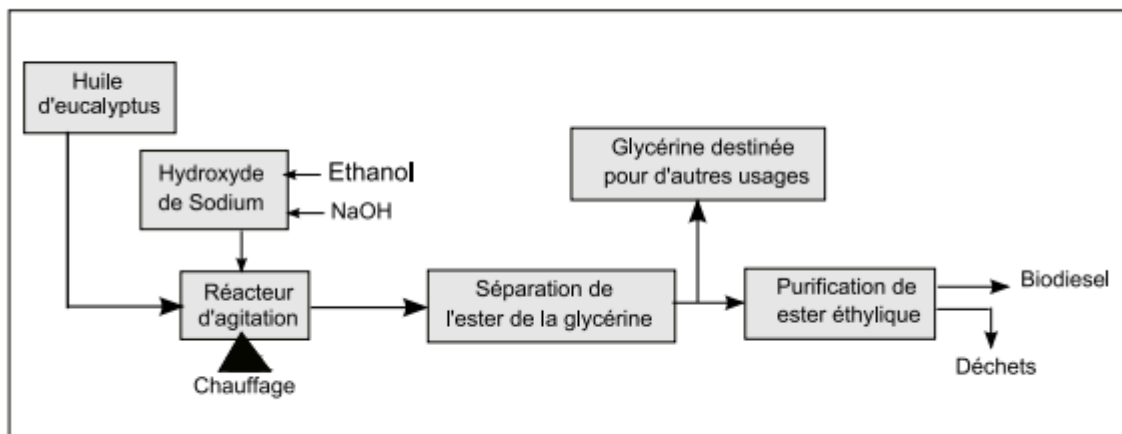 Huile
d'eucalyptus
Hydroxyde
de Sodium
Ethanol
NaOH
Réacteur
d'agitation
Chauffage
Séparation de
l'ester de la glycérine
Glycérine destinée
pour d'autres usages
Purification de
ester éthylique
Biodiesel
Déchets